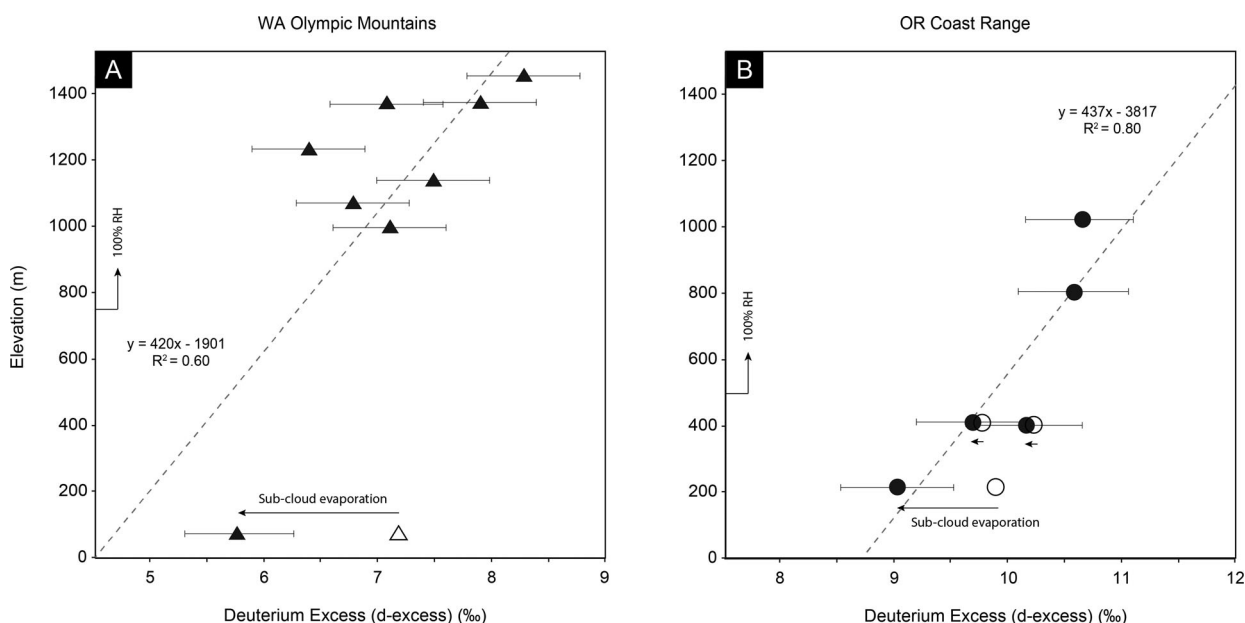 WA Olympic Mountains
A
1400
1200
1000
800
600
400
200
0
Elevation (m)
100% RH
y = 420x - 1901
R² = 0.60
Sub-cloud evaporation
5
6
7
8
9
Deuterium Excess (d-excess) (‰)
OR Coast Range
B
1400
1200
1000
800
600
400
200
0
100% RH
y = 437x - 3817
R² = 0.80
Sub-cloud evaporation
8
9
10
11
12
Deuterium Excess (d-excess) (‰)